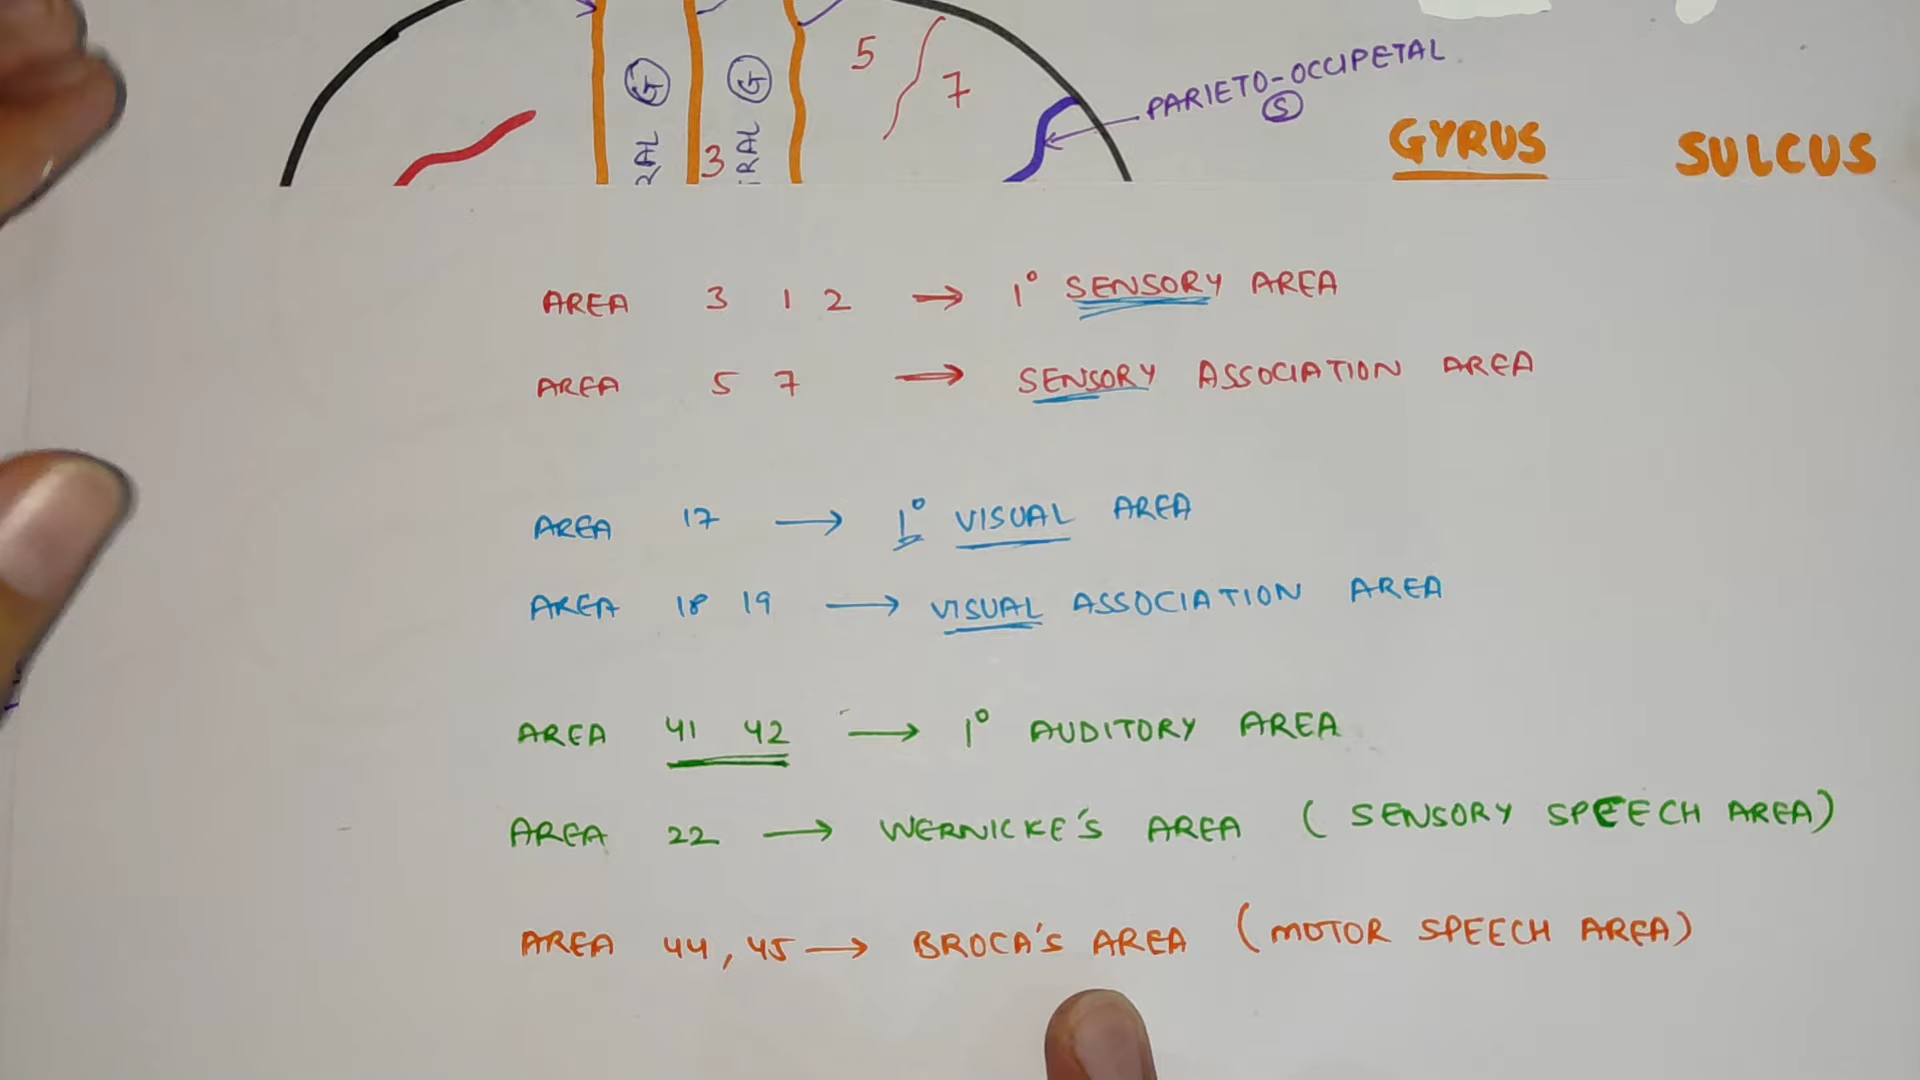 5
7
PARIETO-OCCIPETAL
S
GYRUS
SULCUS
RAL G
3
TRAL G
AREA 3 1 2 → 1° SENSORY AREA
AREA 5 7 → SENSORY ASSOCIATION AREA
AREA 17 → 1° VISUAL AREA
AREA 18 19 → VISUAL ASSOCIATION AREA
AREA 41 42 → 1° AUDITORY AREA
AREA 22 → WERNICKE'S AREA ( SENSORY SPEECH AREA)
AREA 44, 45 → BROCA'S AREA (MOTOR SPEECH AREA)